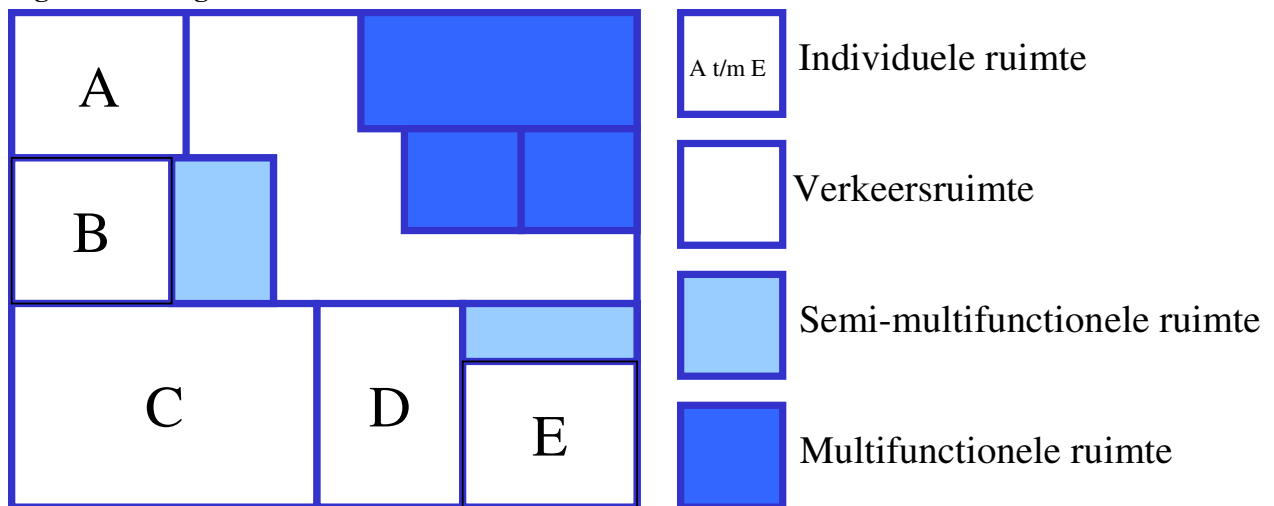 A
B
C
D
E
A t/m E
Individuele ruimte
Verkeersruimte
Semi-multifunctionele ruimte
Multifunctionele ruimte